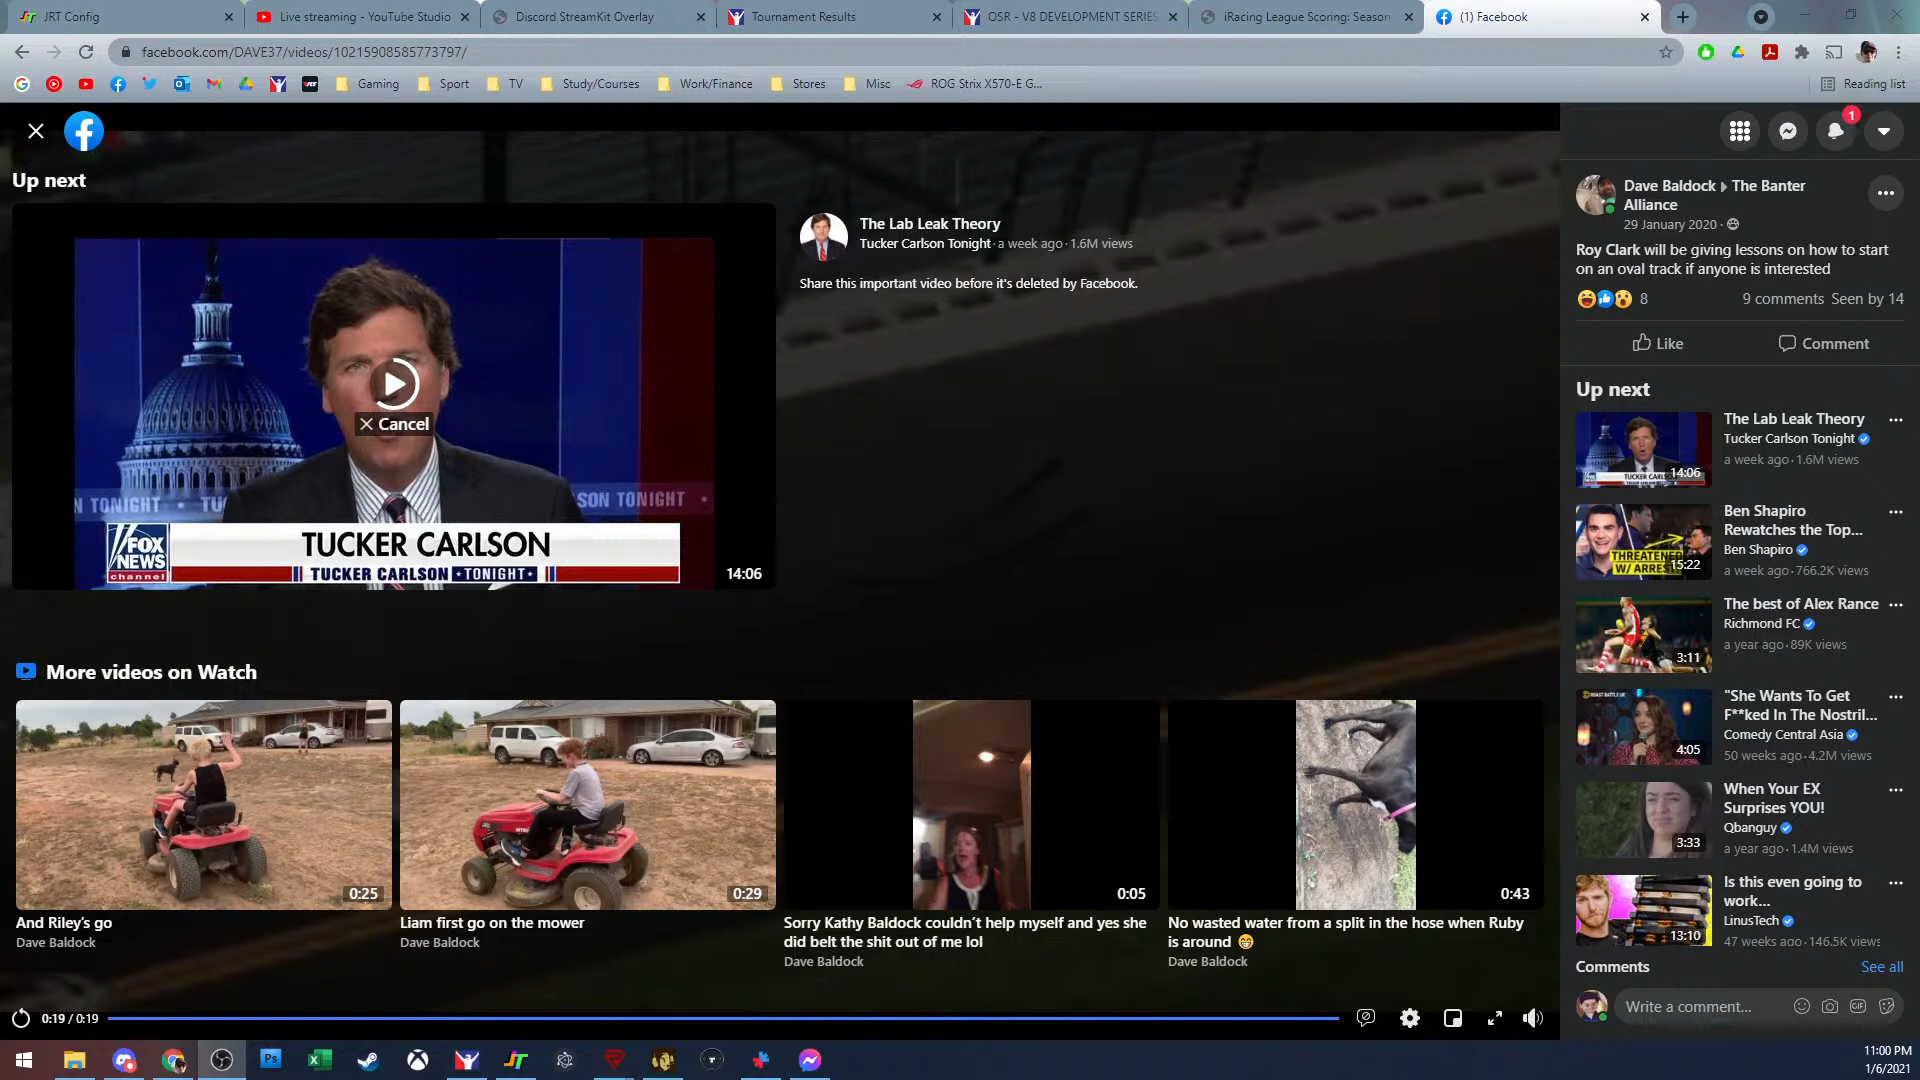 JRT Config
Live streaming - YouTube Studio
Discord StreamKit Overlay
Tournament Results
OSR - V8 DEVELOPMENT SERIES
iRacing League Scoring: Season
(1) Facebook
facebook.com/DAVE37/videos/10215908585773797/
Gaming
Sport
TV
Study/Courses
Work/Finance
Stores
Misc
ROG Strix X570-E G...
Reading list
Up next
TUCKER CARLSON
TUCKER CARLSON TONIGHT
FOX
NEWS
channel
N TONIGHT
SON TONIGHT
14:06
Cancel
The Lab Leak Theory
Tucker Carlson Tonight · a week ago · 1.6M views
Share this important video before it's deleted by Facebook.
More videos on Watch
0:25
And Riley's go
Dave Baldock
0:29
Liam first go on the mower
Dave Baldock
0:05
Sorry Kathy Baldock couldn't help myself and yes she
did belt the shit out of me lol
Dave Baldock
0:43
No wasted water from a split in the hose when Ruby
is around 😁
Dave Baldock
0:19 / 0:19
1
Dave Baldock ▸ The Banter
Alliance
29 January 2020 ·
Roy Clark will be giving lessons on how to start
on an oval track if anyone is interested
8
9 comments Seen by 14
Like
Comment
Up next
14:06
The Lab Leak Theory
Tucker Carlson Tonight
a week ago · 1.6M views
THREATENED
W/ ARREST
15:22
Ben Shapiro
Rewatches the Top...
Ben Shapiro
a week ago · 766.2K views
3:11
The best of Alex Rance
Richmond FC
a year ago · 89K views
4:05
"She Wants To Get
F**ked In The Nostril...
Comedy Central Asia
50 weeks ago · 4.2M views
3:33
When Your EX
Surprises YOU!
Qbanguy
a year ago · 1.4M views
13:10
Is this even going to
work...
LinusTech
47 weeks ago · 146.5K views
Comments
See all
Write a comment...
GIF
Ps
11:00 PM
1/6/2021